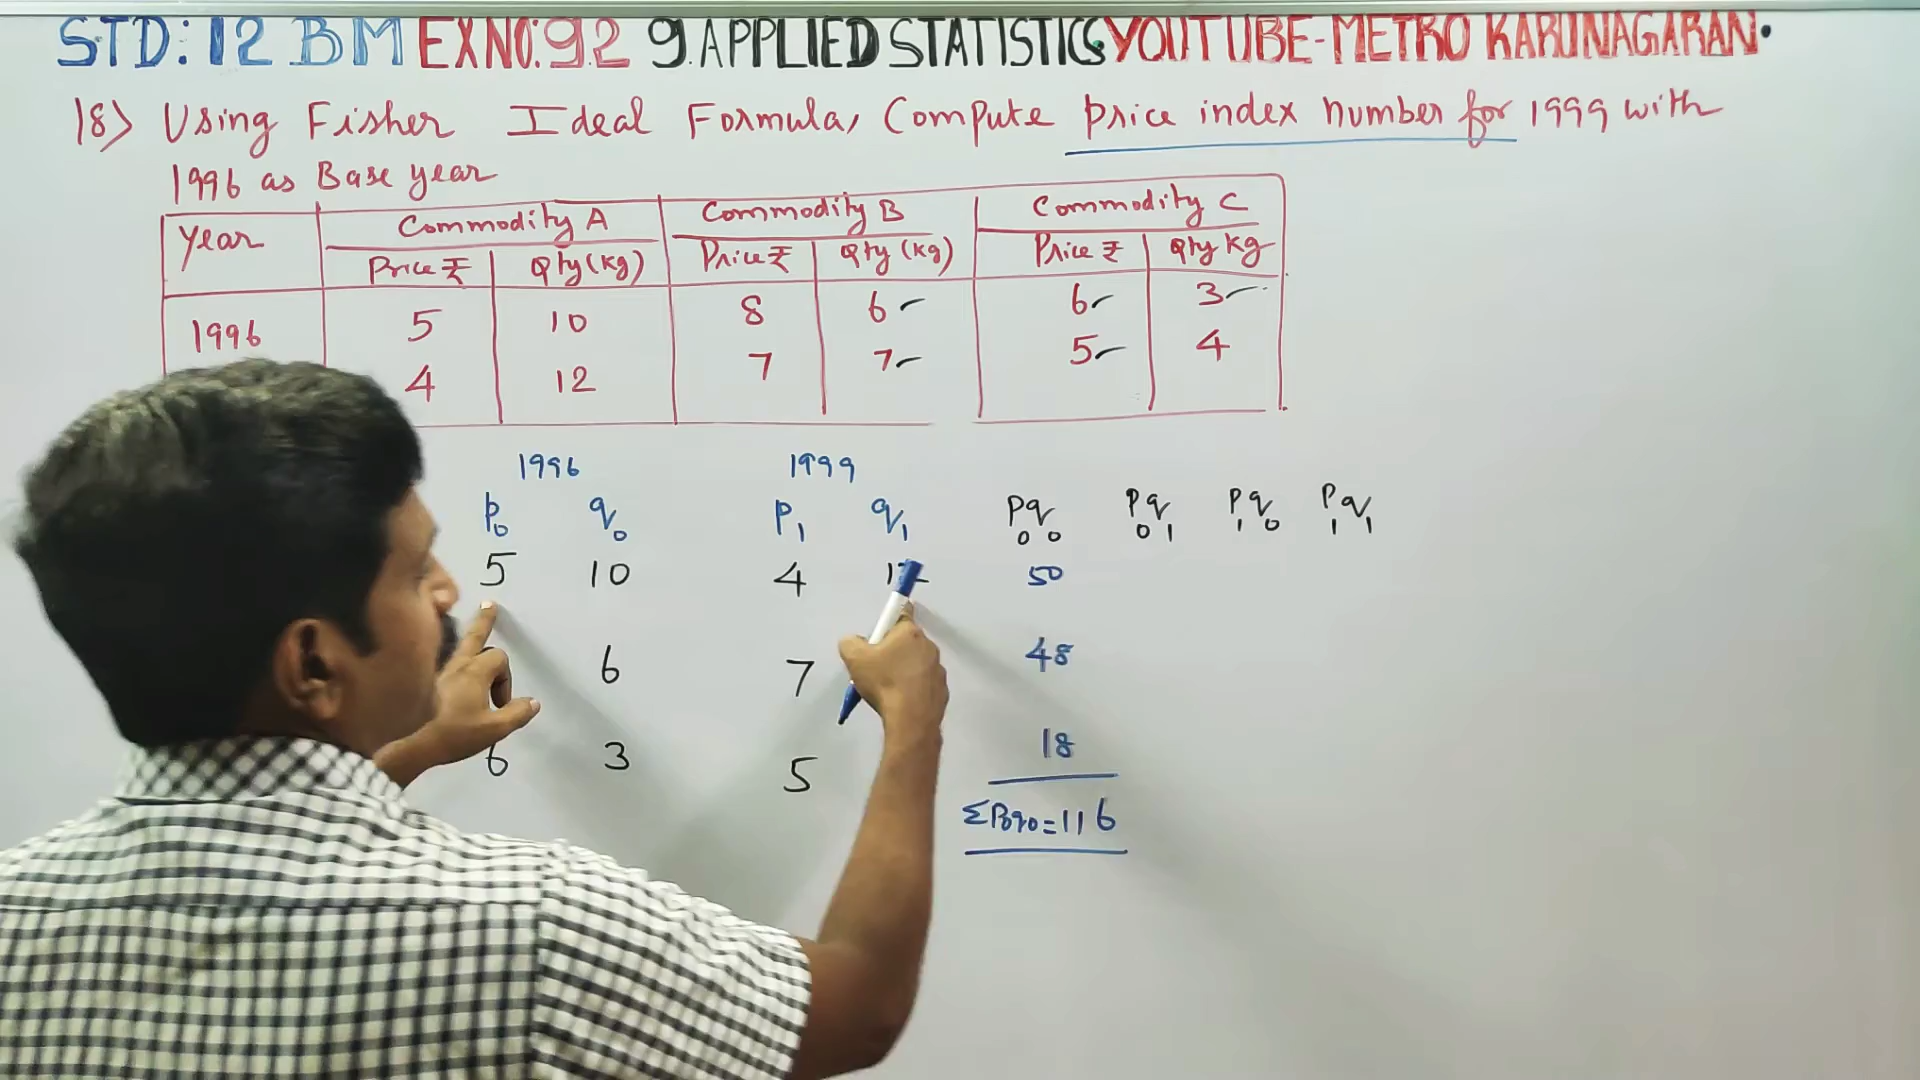 STD: 12 BM EXNO: 9.2 9. APPLIED STATISTICS YOUTUBE-METRO KARUNAGARAN.
18) Using Fisher Ideal Formula, Compute price index number for 1999 with
1996 as Base year
Year Commodity A Commodity B Commodity C
Price ₹ Qty (kg) Price ₹ Qty (kg) Price ₹ Qty kg
1996 5 10 8 6 6 3
4 12 7 7 5 4
1996 1999
p₀ q₀ p₁ q₁ p₀q₀ p₀q₁ p₁q₀ p₁q₁
5 10 4 50
6 7 48
6 3 5 18
Σp₀q₀=116